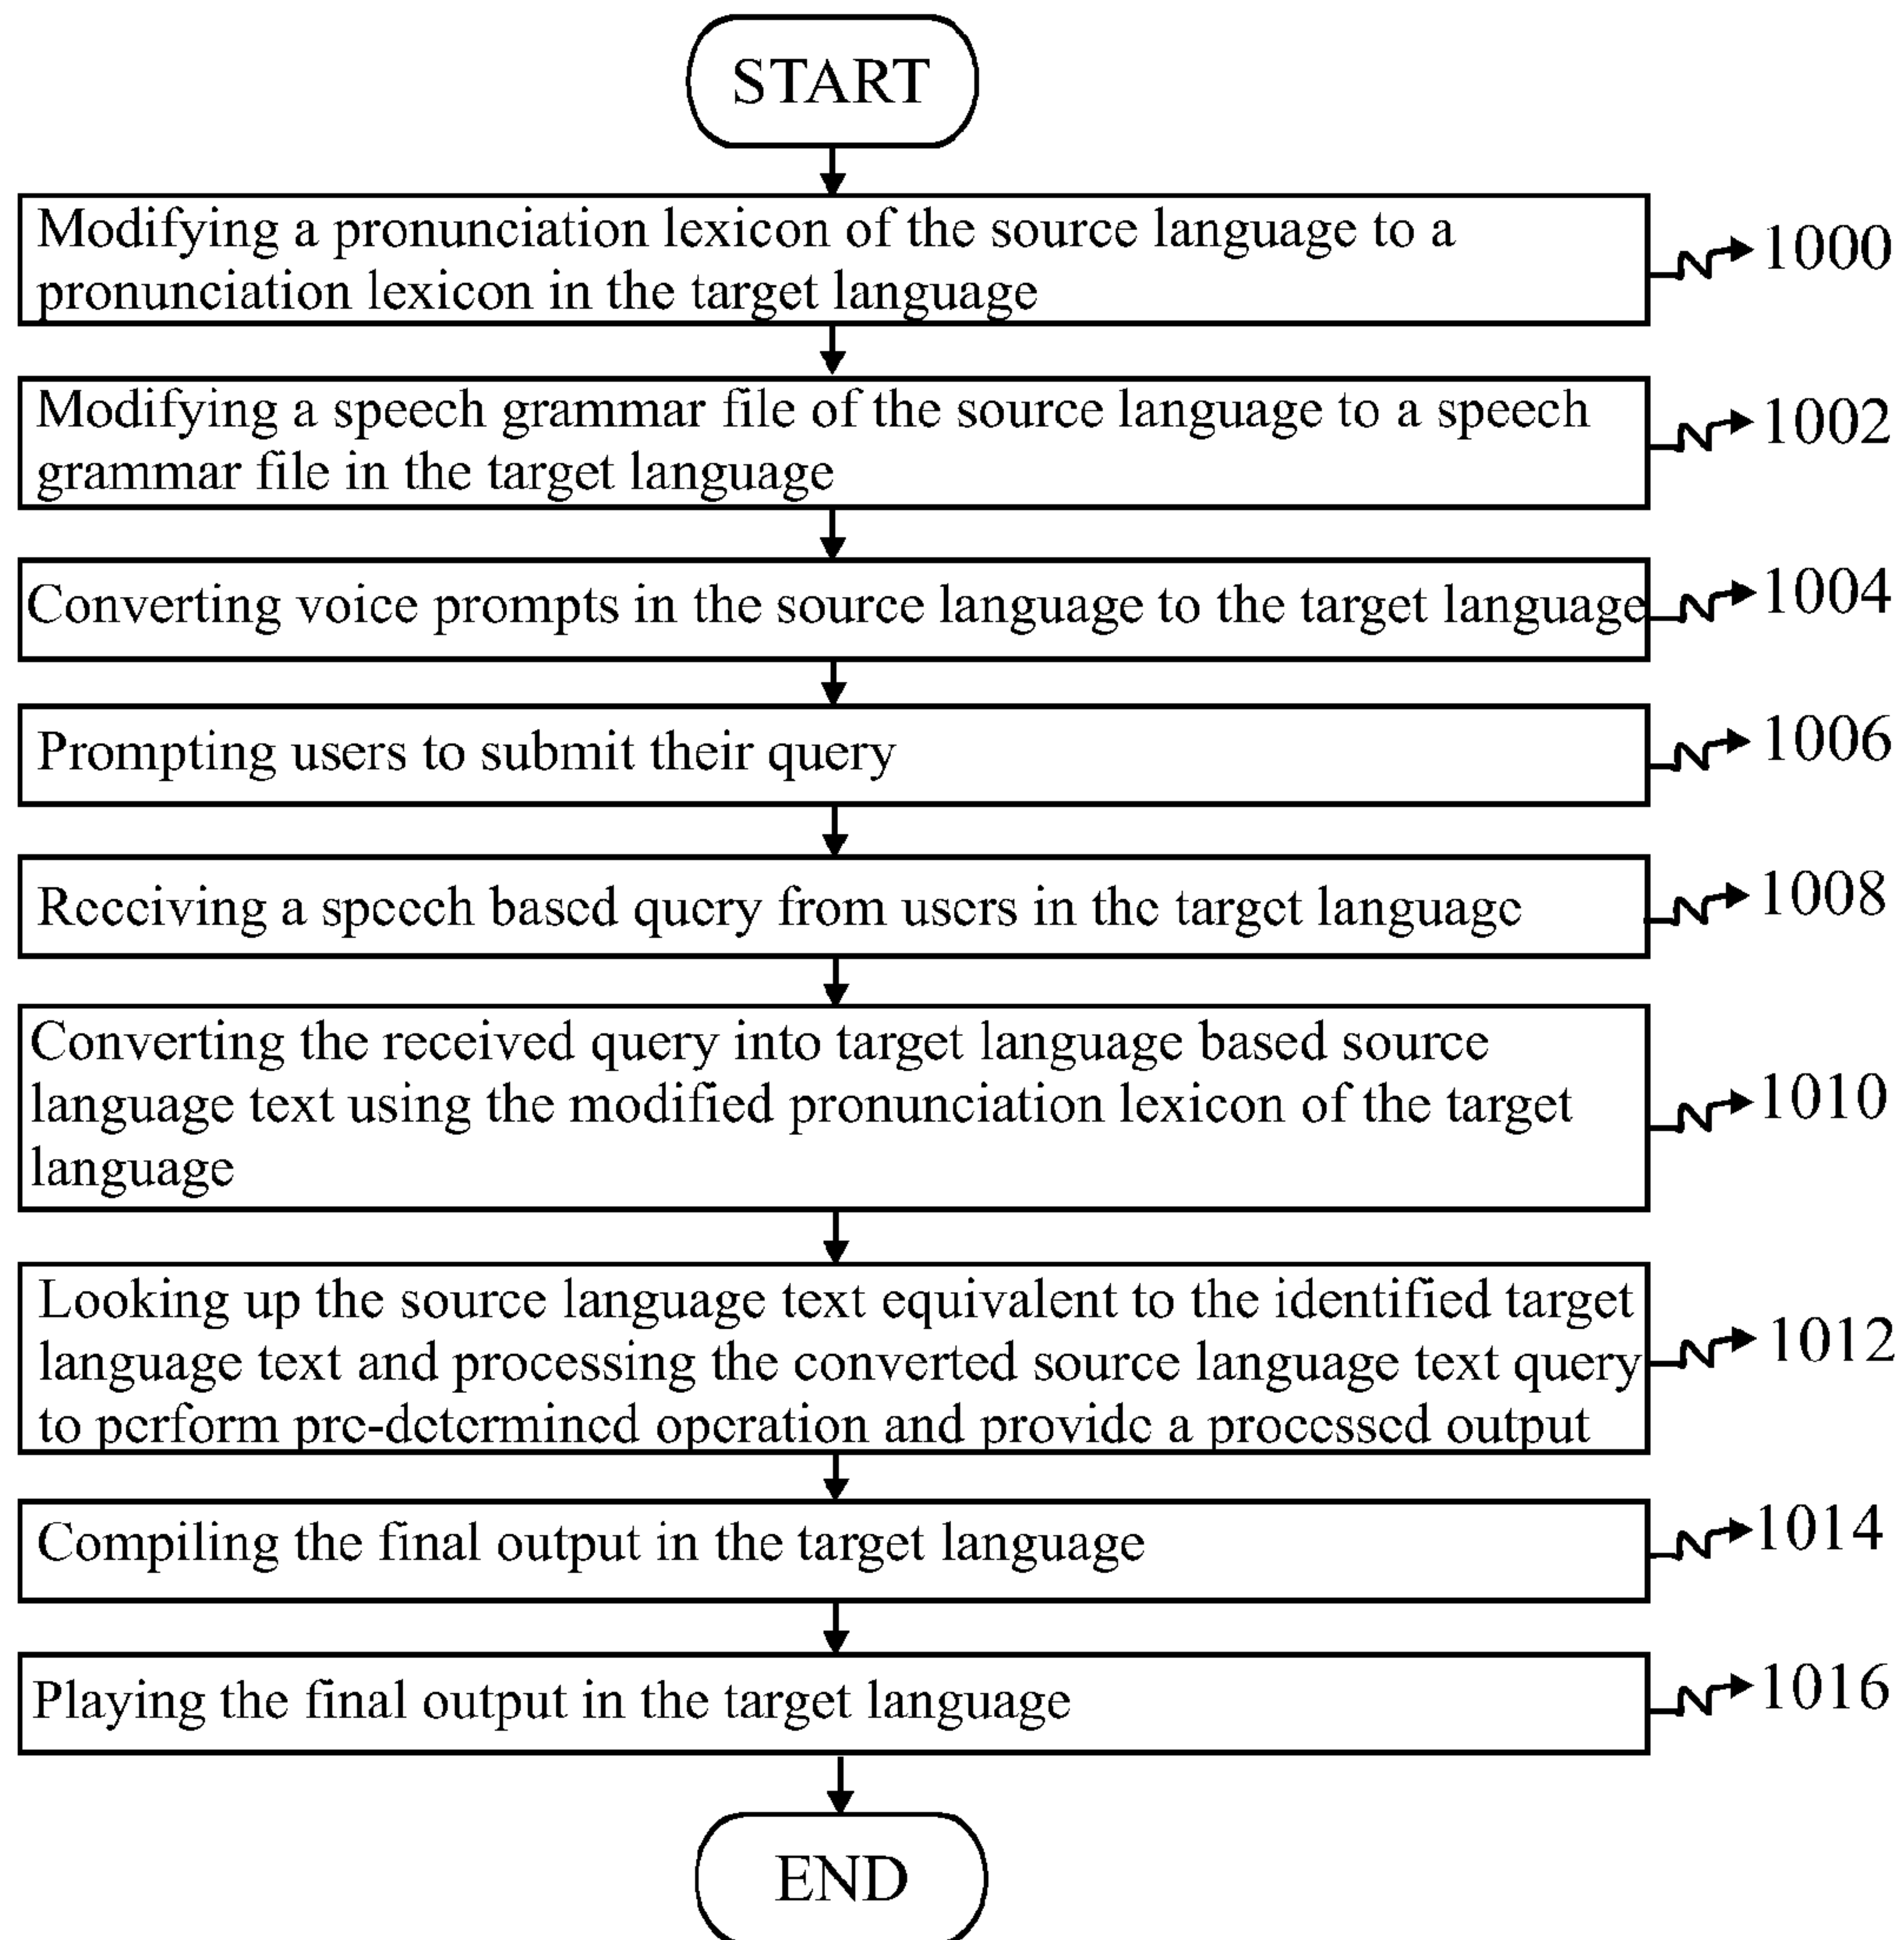 START
Modifying a pronunciation lexicon of the source language to a
pronunciation lexicon in the target language
1000
Modifying a speech grammar file of the source language to a speech
grammar file in the target language
1002
Converting voice prompts in the source language to the target language
1004
Prompting users to submit their query
1006
Receiving a speech based query from users in the target language
1008
Converting the received query into target language based source
language text using the modified pronunciation lexicon of the target
language
1010
Looking up the source language text equivalent to the identified target
language text and processing the converted source language text query
to perform pre-determined operation and provide a processed output
1012
Compiling the final output in the target language
1014
Playing the final output in the target language
1016
END